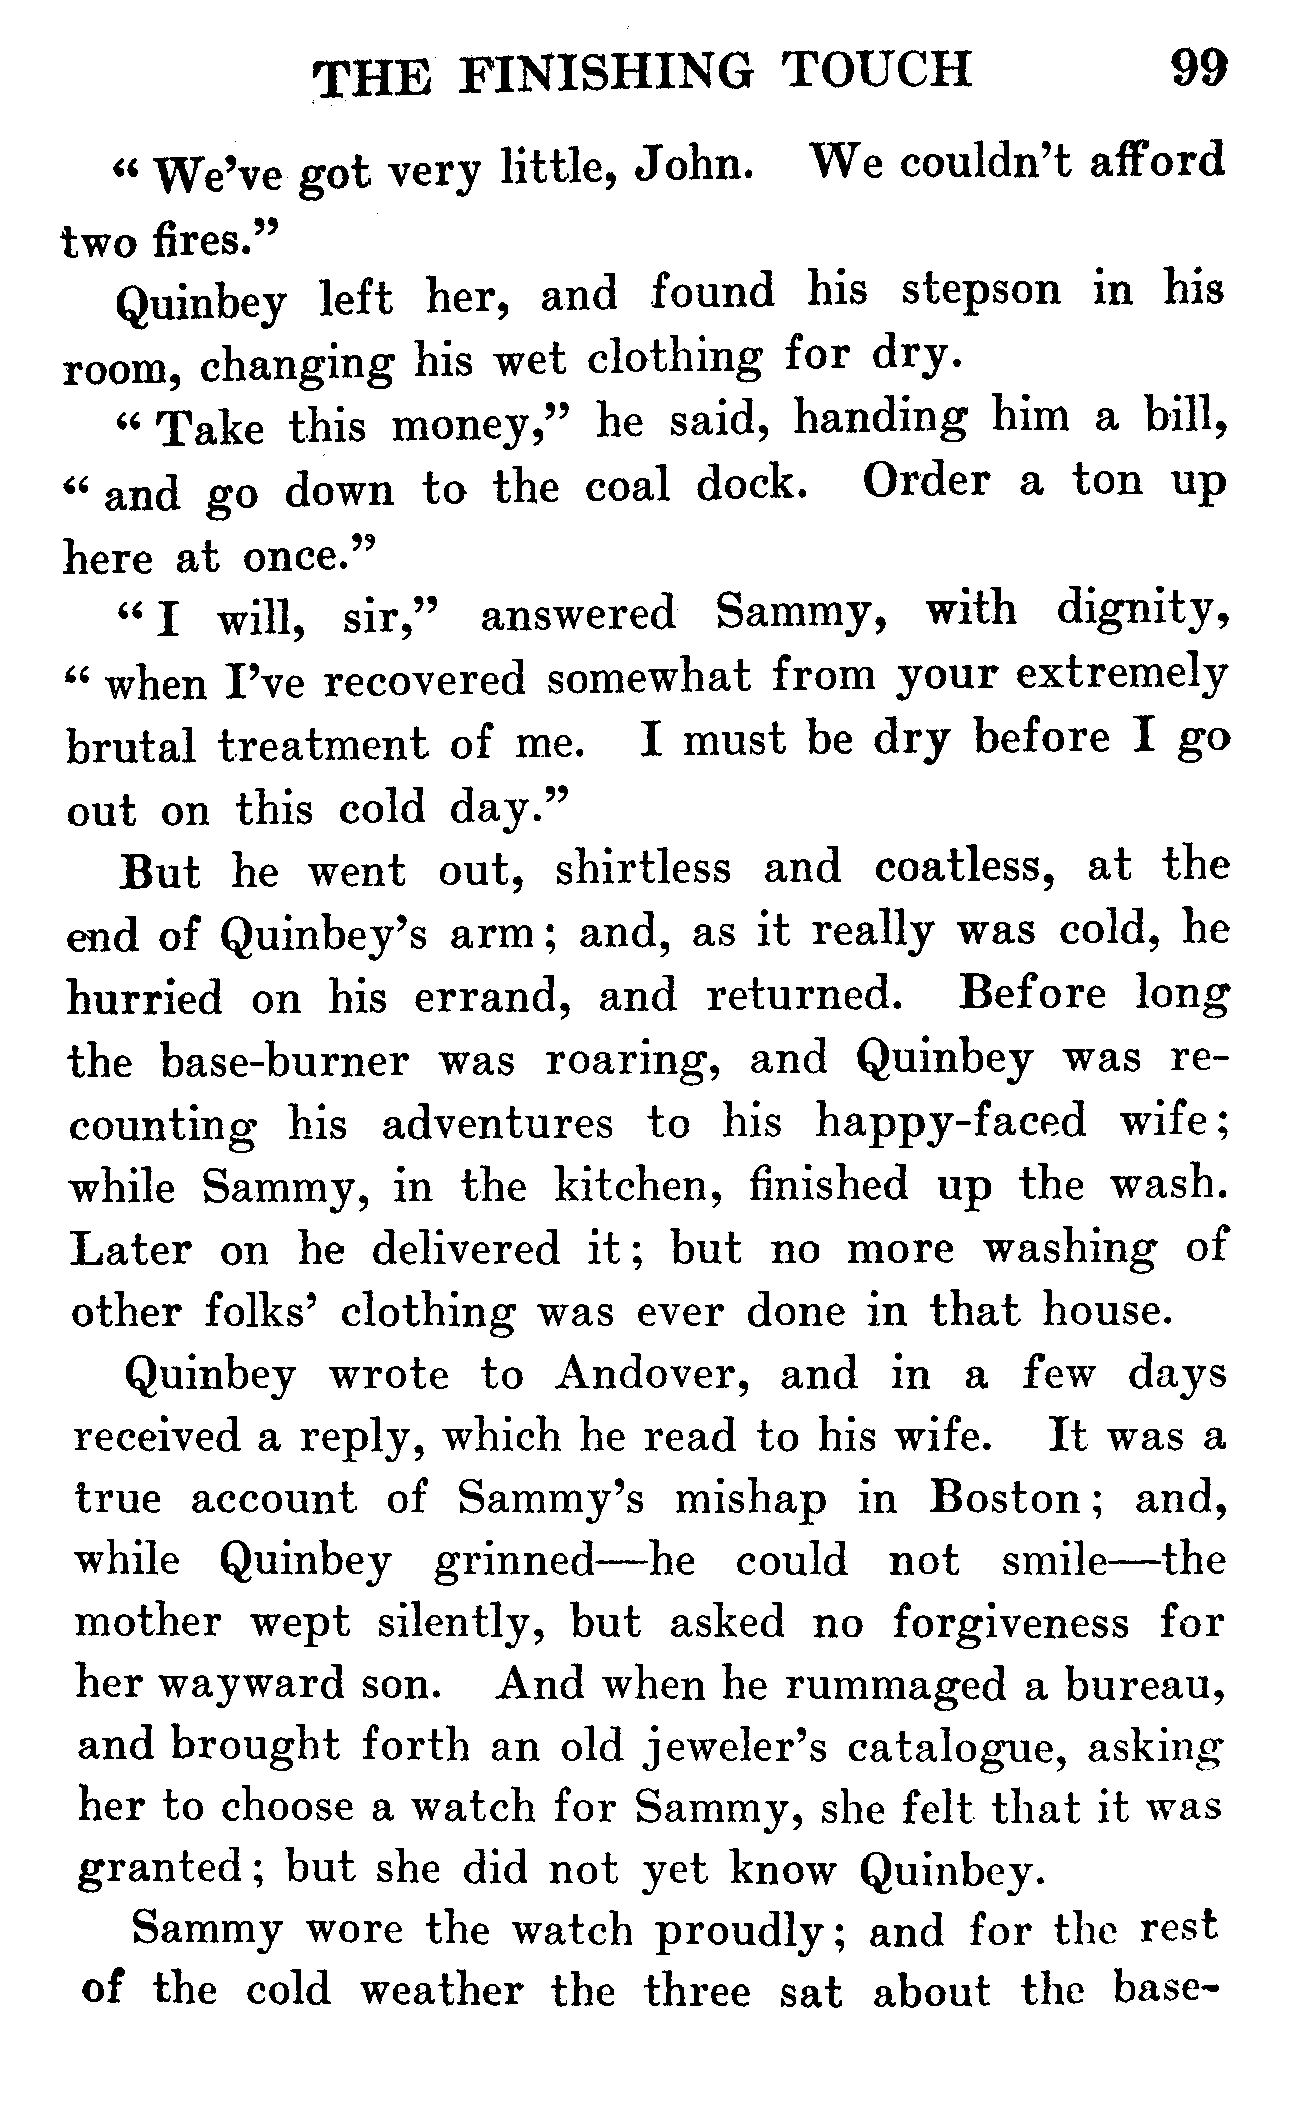 THE FINISHING TOUCH 99
“ We’ve got very little, John. We couldn’t afford
two fires.”
Quinbey left her, and found his stepson in his
room, changing his wet clothing for dry.
“ Take this money,” he said, handing him a bill,
“ and go down to the coal dock. Order a ton up
here at once.”
“ I will, sir,” answered Sammy, with dignity,
“ when I’ve recovered somewhat from your extremely
brutal treatment of me. I must be dry before I go
out on this cold day.”
But he went out, shirtless and coatless, at the
end of Quinbey’s arm; and, as it really was cold, he
hurried on his errand, and returned. Before long
the base-burner was roaring, and Quinbey was re-
counting his adventures to his happy-faced wife;
while Sammy, in the kitchen, finished up the wash.
Later on he delivered it; but no more washing of
other folks’ clothing was ever done in that house.
Quinbey wrote to Andover, and in a few days
received a reply, which he read to his wife. It was a
true account of Sammy’s mishap in Boston; and,
while Quinbey grinned—he could not smile—the
mother wept silently, but asked no forgiveness for
her wayward son. And when he rummaged a bureau,
and brought forth an old jeweler’s catalogue, asking
her to choose a watch for Sammy, she felt that it was
granted; but she did not yet know Quinbey.
Sammy wore the watch proudly; and for the rest
of the cold weather the three sat about the base-